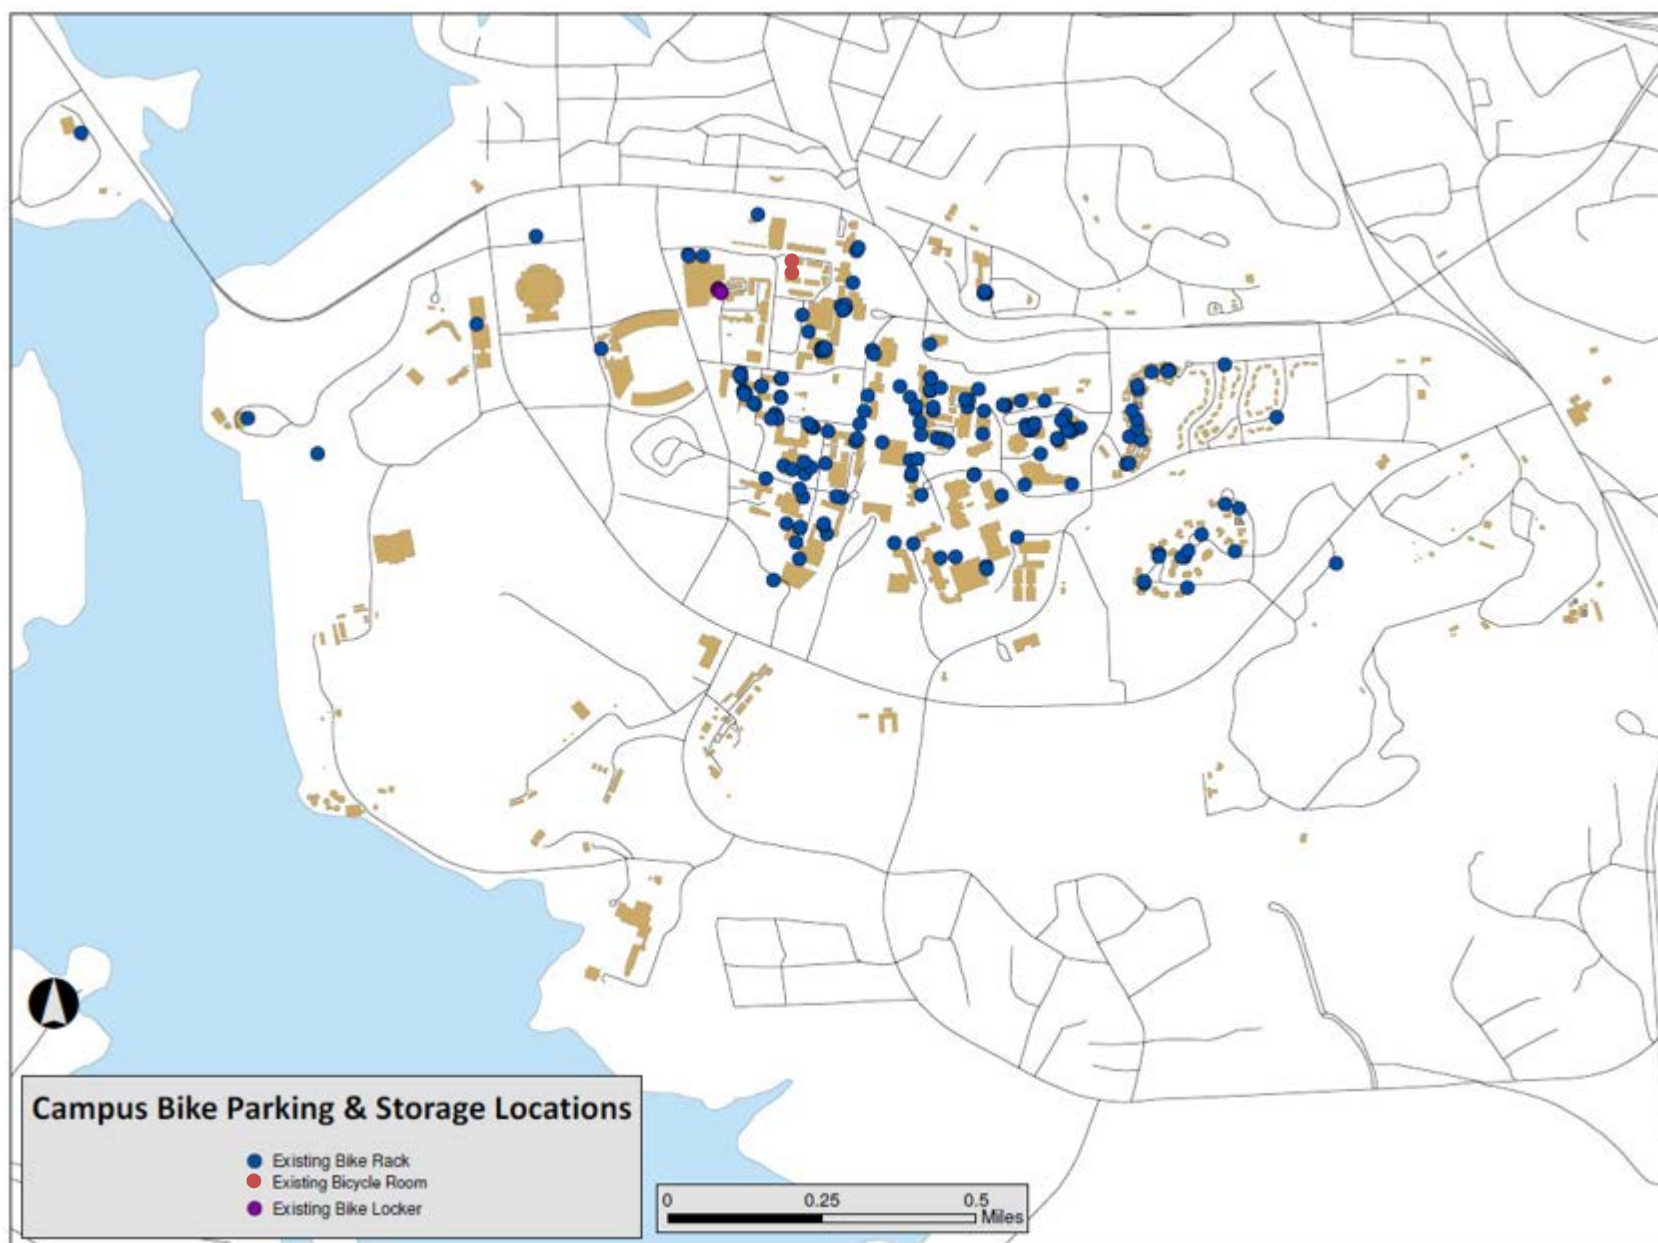 Campus Bike Parking & Storage Locations
Existing Bike Rack
Existing Bicycle Room
Existing Bike Locker
0 0.25 0.5
Miles